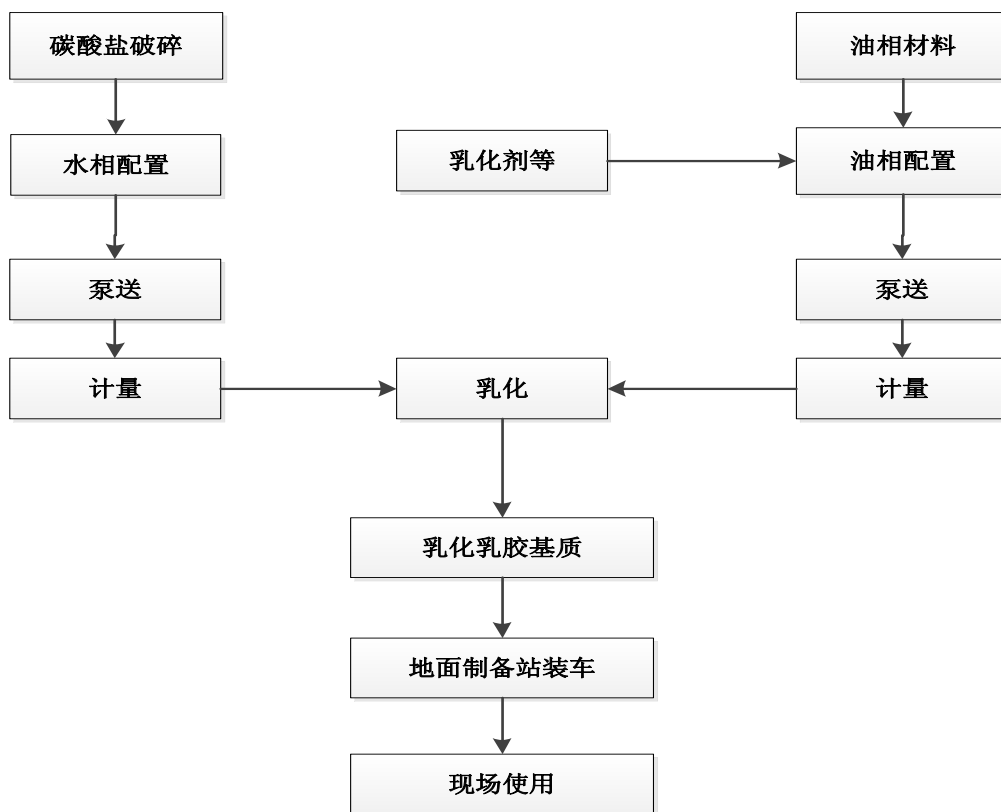 碳酸盐破碎
油相材料
水相配置
乳化剂等
油相配置
泵送
泵送
计量
乳化
计量
乳化乳胶基质
地面制备站装车
现场使用